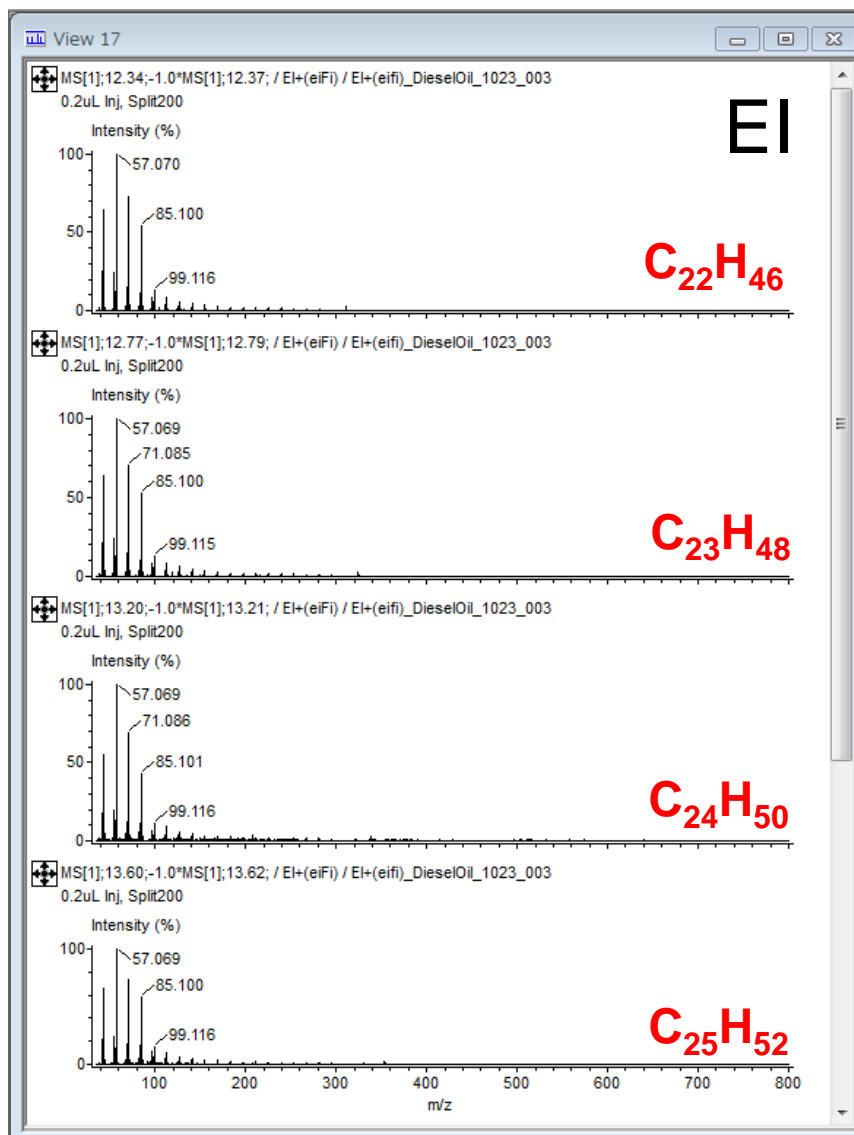 View 17
MS[1];12.34;-1.0*MS[1];12.37; / EI+(eiFi) / EI+(eifi)_DieselOil_1023_003
0.2uL Inj, Split200
EI
Intensity (%)
100
57.070
85.100
50
C22H46
99.116
0
MS[1];12.77;-1.0*MS[1];12.79; / EI+(eiFi) / EI+(eifi)_DieselOil_1023_003
0.2uL Inj, Split200
Intensity (%)
100
57.069
71.085
85.100
50
C23H48
99.115
0
MS[1];13.20;-1.0*MS[1];13.21; / EI+(eiFi) / EI+(eifi)_DieselOil_1023_003
0.2uL Inj, Split200
Intensity (%)
100
57.069
71.086
50
85.101
C24H50
99.116
0
MS[1];13.60;-1.0*MS[1];13.62; / EI+(eiFi) / EI+(eifi)_DieselOil_1023_003
0.2uL Inj, Split200
Intensity (%)
100
57.069
85.100
50
C25H52
99.116
0
100 200 300 400 500 600 700 800
m/z